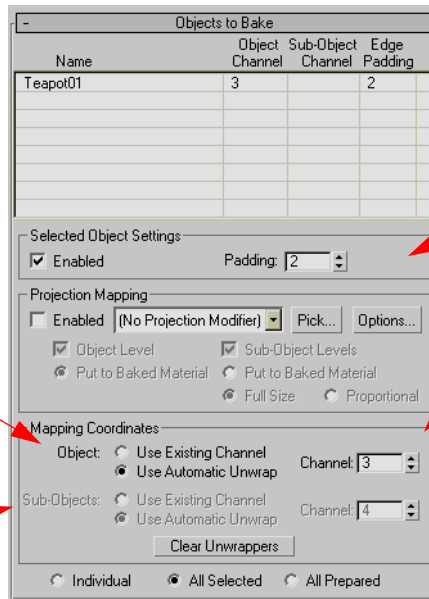 - Objects to Bake
Object Sub-Object Edge
Name Channel Channel Padding
Teapot01 3 2
Selected Object Settings
Enabled Padding: 2
Projection Mapping
Enabled (No Projection Modifier) Pick... Options...
Object Level Sub-Object Levels
Put to Baked Material Put to Baked Material
Full Size Proportional
Mapping Coordinates
Object: Use Existing Channel
Use Automatic Unwrap Channel: 3
Sub-Objects: Use Existing Channel
Use Automatic Unwrap Channel: 4
Clear Unwrappers
Individual All Selected All Prepared